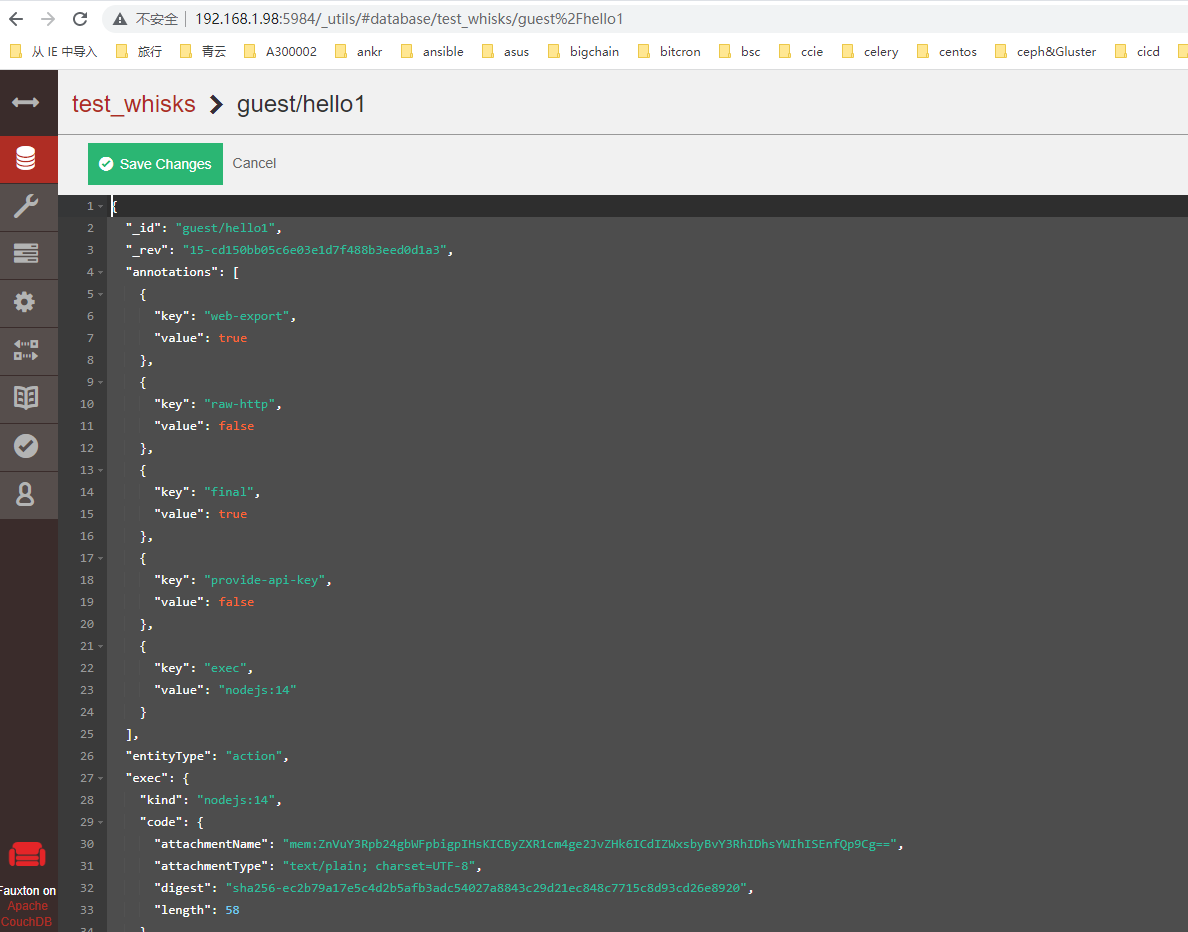 不安全 | 192.168.1.98:5984/_utils/#database/test_whisks/guest%2Fhello1
从 IE 中导入 旅行 青云 A300002 ankr ansible asus bigchain bitcron bsc ccie celery centos ceph&Gluster cicd
test_whisks guest/hello1
Save Changes Cancel
1 {
2 "_id": "guest/hello1",
3 "_rev": "15-cd150bb05c6e03e1d7f488b3eed0d1a3",
4 "annotations": [
5 {
6 "key": "web-export",
7 "value": true
8 },
9 {
10 "key": "raw-http",
11 "value": false
12 },
13 {
14 "key": "final",
15 "value": true
16 },
17 {
18 "key": "provide-api-key",
19 "value": false
20 },
21 {
22 "key": "exec",
23 "value": "nodejs:14"
24 }
25 ],
26 "entityType": "action",
27 "exec": {
28 "kind": "nodejs:14",
29 "code": {
30 "attachmentName": "mem:ZnVuY3Rpb24gbWFpbigpIHsKICByZXR1cm4ge2JvZHk6ICdIZWxsbyBvY3RhIDhsYWIhISEnfQp9Cg==",
31 "attachmentType": "text/plain; charset=UTF-8",
32 "digest": "sha256-ec2b79a17e5c4d2b5afb3adc54027a8843c29d21ec848c7715c8d93cd26e8920",
33 "length": 58
34 }
Fauxton on
Apache
CouchDB